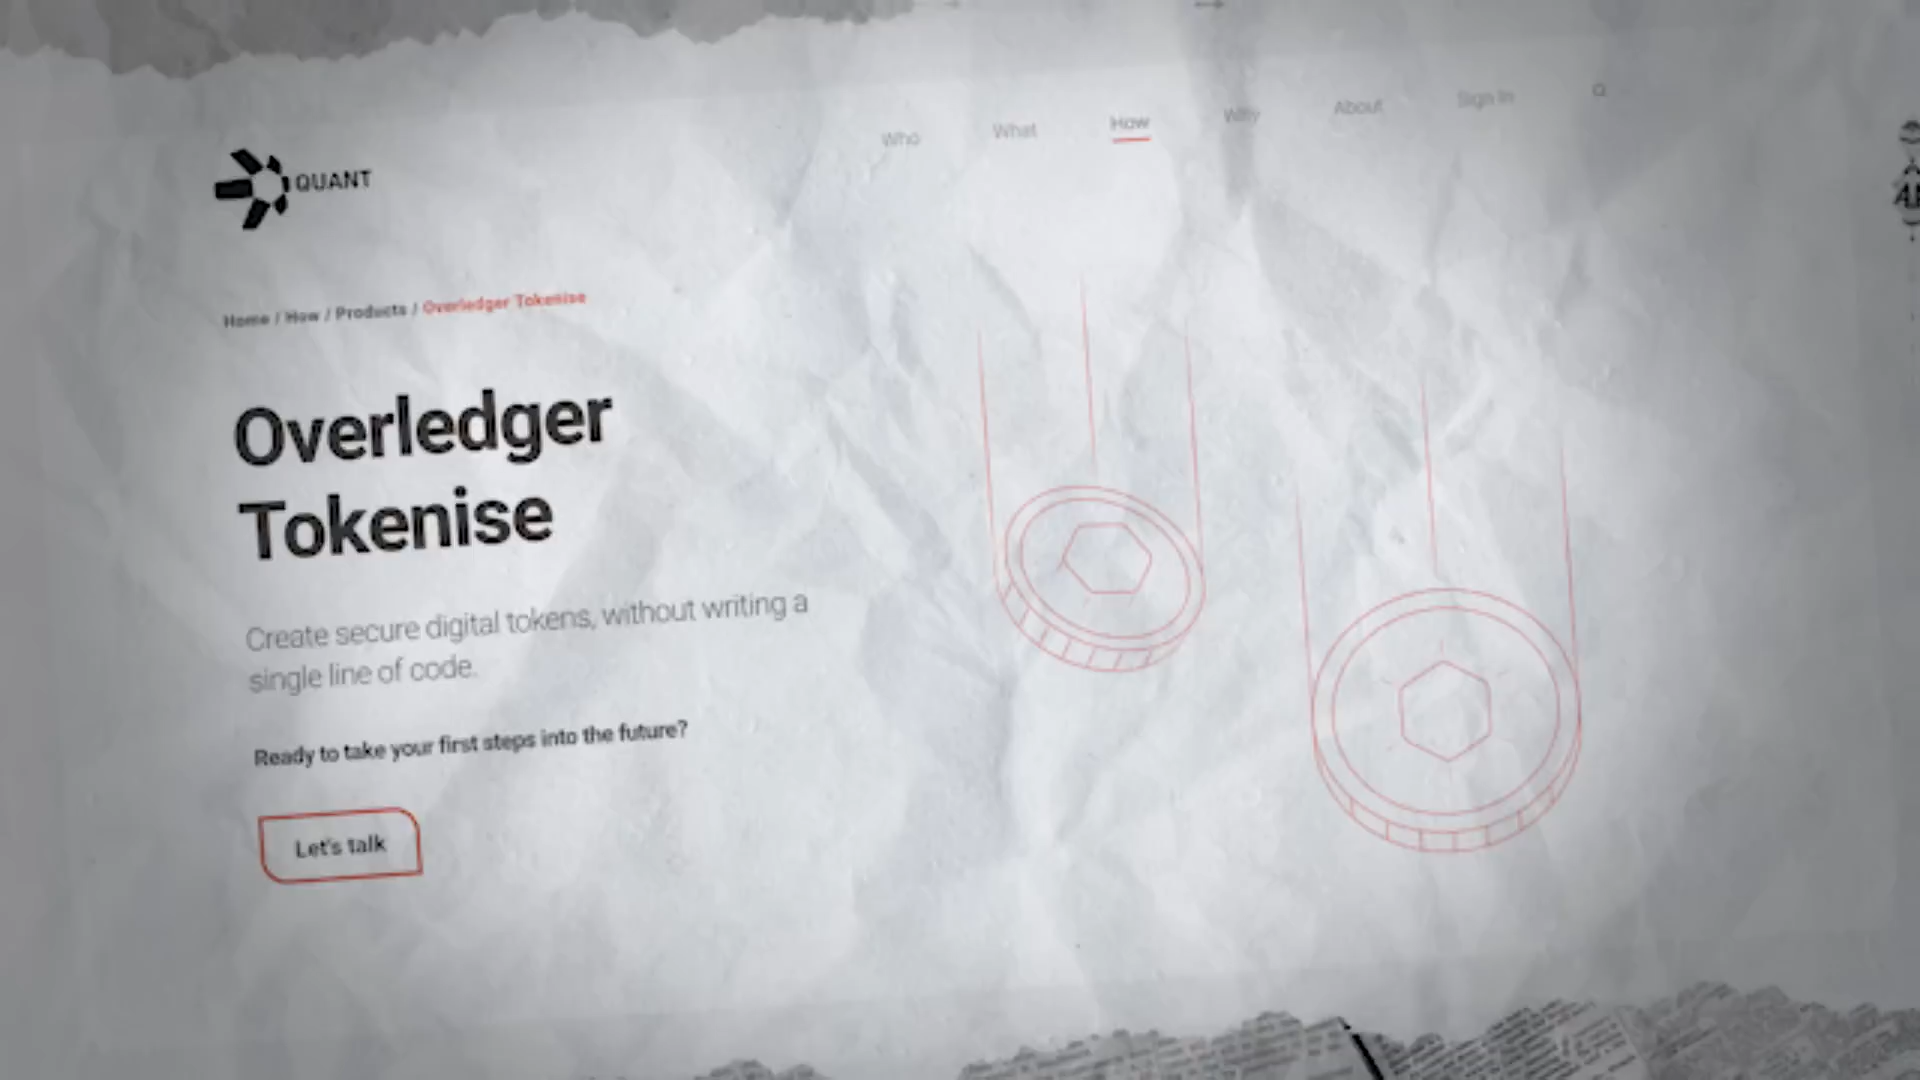 Who What How Why About Sign In
QUANT
Home / How / Products / Overledger Tokenise
Overledger
Tokenise
Create secure digital tokens, without writing a
single line of code.
Ready to take your first steps into the future?
Let's talk